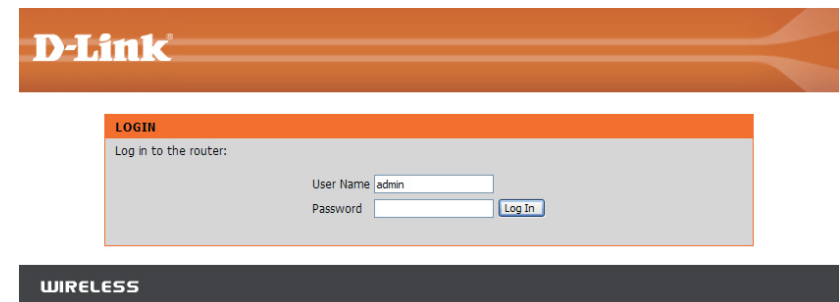 D-Link®
LOGIN
Log in to the router:
User Name admin
Password Log In
WIRELESS